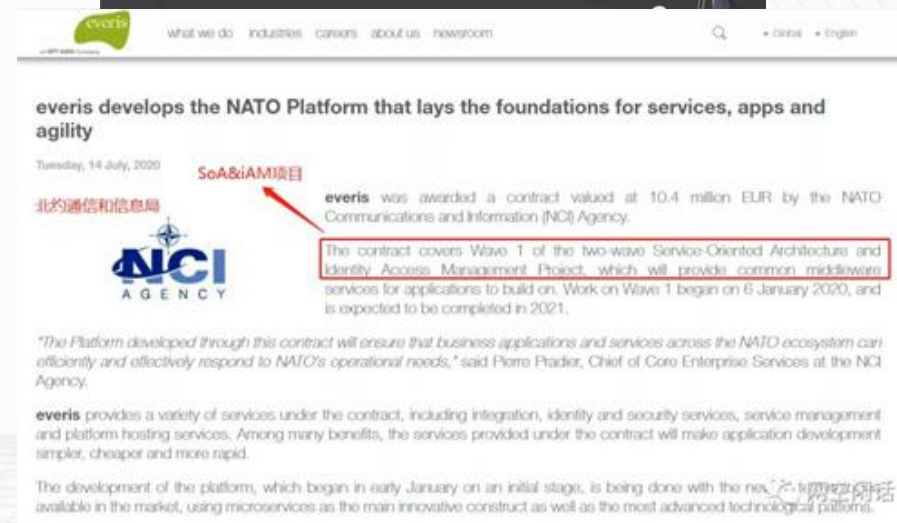 everis
what we do industries careers about us newsroom
• Global • English
everis develops the NATO Platform that lays the foundations for services, apps and
agility
Tuesday, 14 July, 2020
SoA&iAM项目
北约通信和信息局
NCI
AGENCY
everis was awarded a contract valued at 10.4 million EUR by the NATO
Communications and Information (NCI) Agency.
The contract covers Wave 1 of the two-wave Service-Oriented Architecture and
Identity Access Management Project, which will provide common middleware
services for applications to build on. Work on Wave 1 began on 6 January 2020, and
is expected to be completed in 2021.
"The Platform developed through this contract will ensure that business applications and services across the NATO ecosystem can
efficiently and effectively respond to NATO's operational needs," said Pierre Pradier, Chief of Core Enterprise Services at the NCI
Agency.
everis provides a variety of services under the contract, including integration, identity and security services, service management
and platform hosting services. Among many benefits, the services provided under the contract will make application development
simpler, cheaper and more rapid.
The development of the platform, which began in early January on an initial stage, is being done with the
网空闲话
available in the market, using microservices as the main innovative construct as well as the most advanced technological patterns.